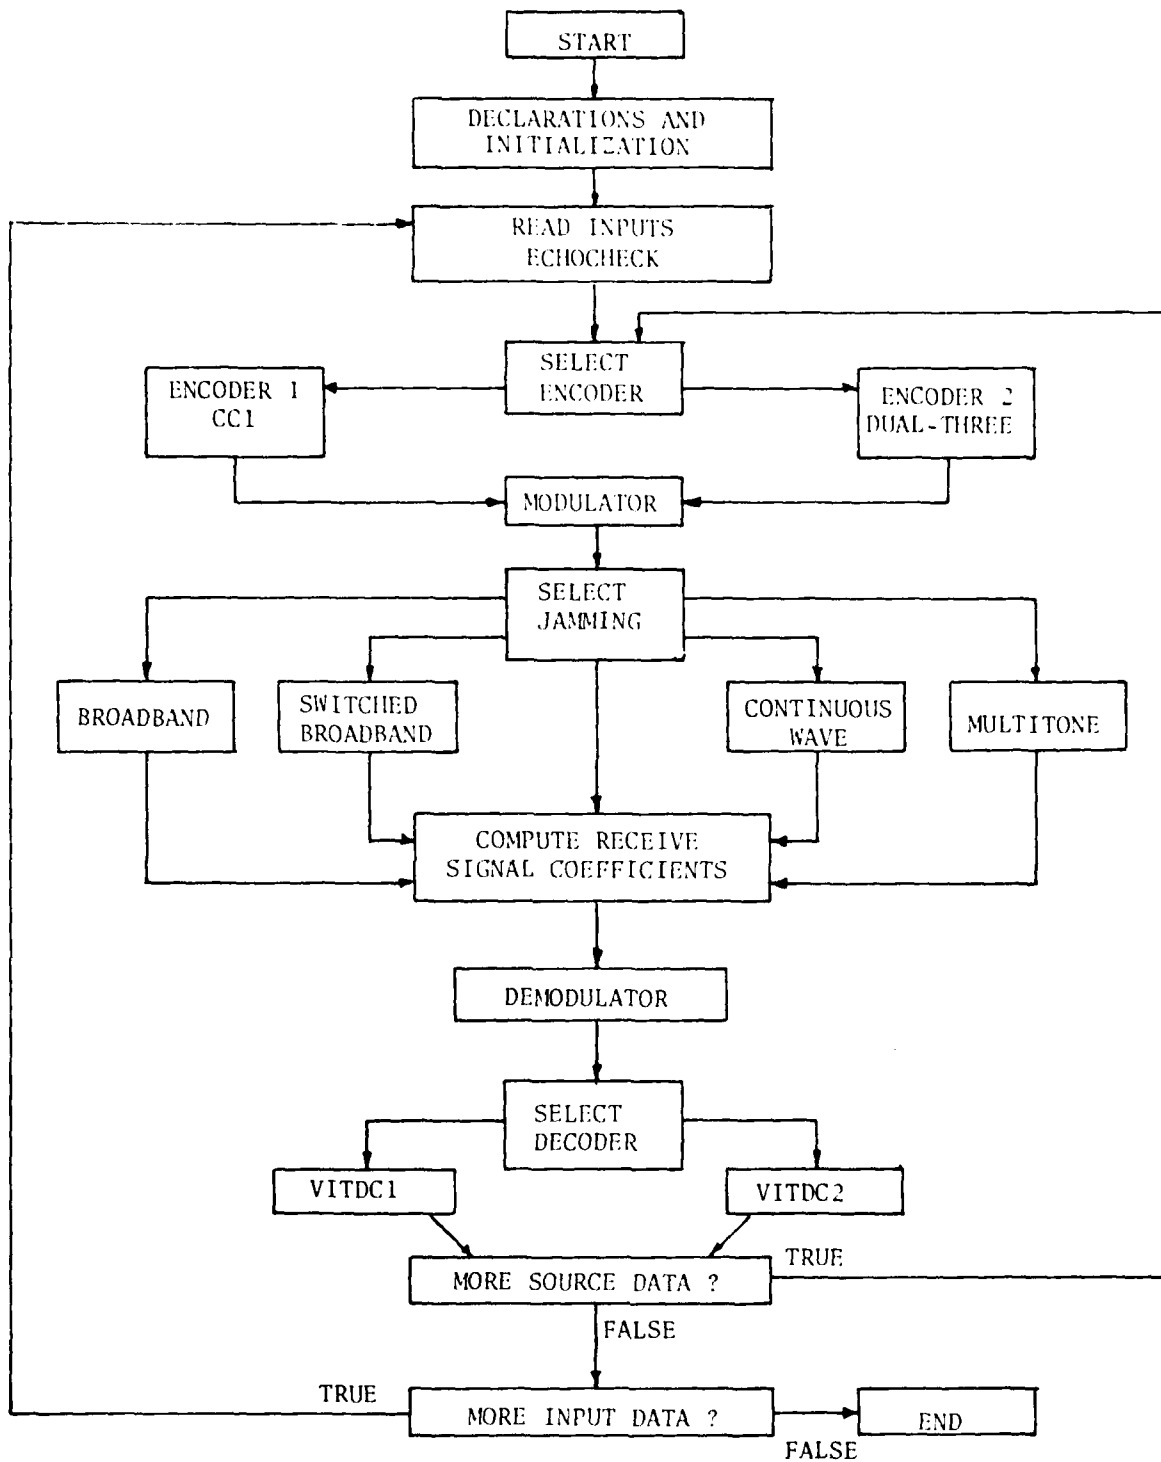 START
DECLARATIONS AND
INITIALIZATION
READ INPUTS
ECHOCHECK
SELECT
ENCODER
ENCODER 1
CC1
ENCODER 2
DUAL-THREE
MODULATOR
SELECT
JAMMING
BROADBAND
SWITCHED
BROADBAND
CONTINUOUS
WAVE
MULTITONE
COMPUTE RECEIVE
SIGNAL COEFFICIENTS
DEMODULATOR
SELECT
DECODER
VITDC1
VITDC2
MORE SOURCE DATA ?
TRUE
FALSE
TRUE
MORE INPUT DATA ?
END
FALSE